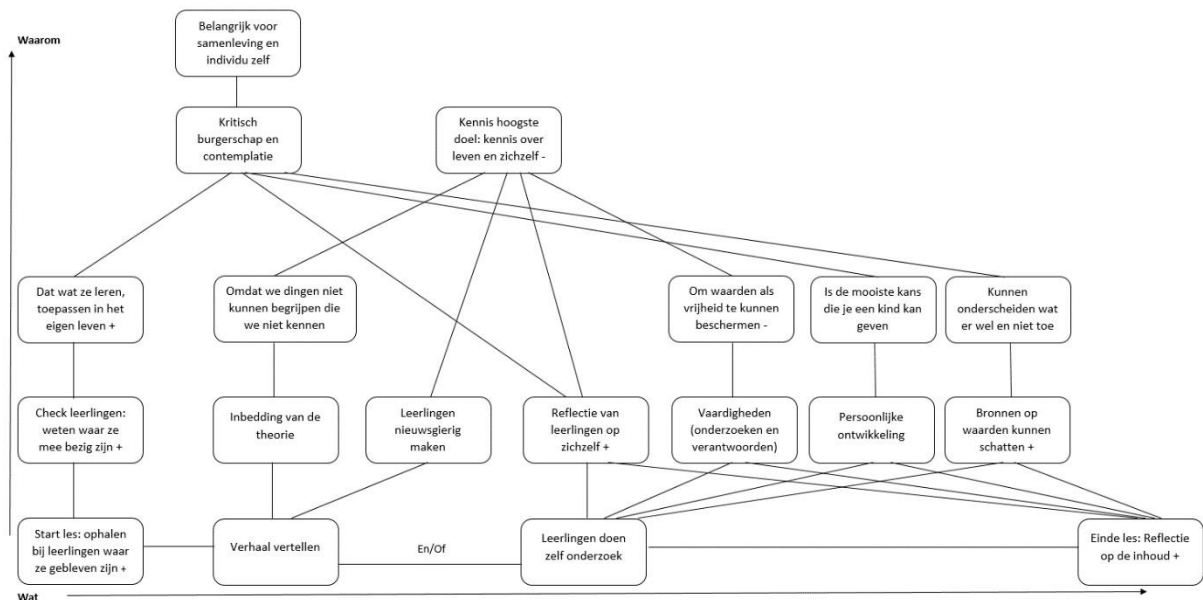 Waarom
Belangrijk voor
samenleving en
individu zelf
Kritisch
burgerschap en
contemplatie
Kennis hoogste
doel: kennis over
leven en zichzelf -
Dat wat ze leren,
toepassen in het
eigen leven +
Omdat we dingen niet
kunnen begrijpen die
we niet kennen
Om waarden als
vrijheid te kunnen
beschermen -
Is de mooiste kans
die je een kind kan
geven
Kunnen
onderscheiden wat
er wel en niet toe
Check leerlingen:
weten waar ze
mee bezig zijn +
Inbedding van de
theorie
Leerlingen
nieuwsgierig
maken
Reflectie van
leerlingen op
zichzelf +
Vaardigheden
(onderzoeken en
verantwoorden)
Persoonlijke
ontwikkeling
Bronnen op
waarden kunnen
schatten +
Start les: ophalen
bij leerlingen waar
ze gebleven zijn +
Verhaal vertellen
En/Of
Leerlingen doen
zelf onderzoek
Einde les: Reflectie
op de inhoud +
Wat